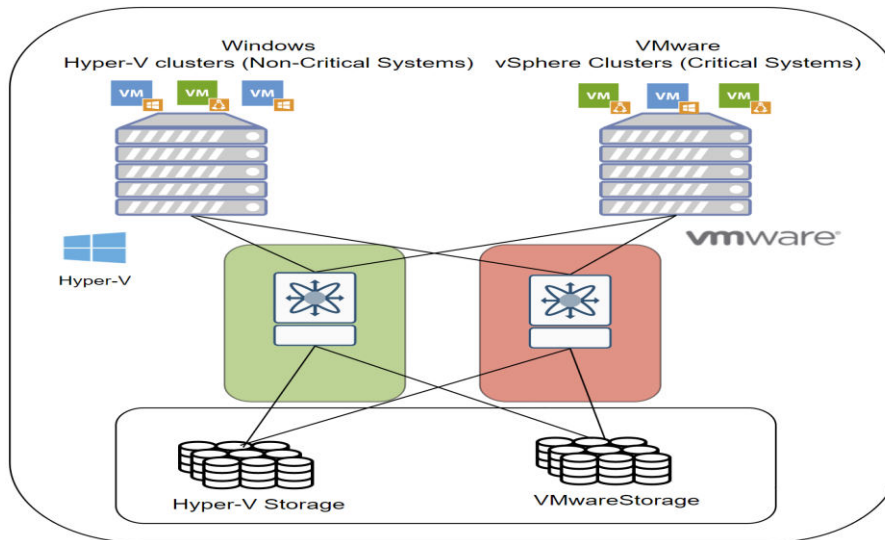 Windows
Hyper-V clusters (Non-Critical Systems)
VMware
vSphere Clusters (Critical Systems)
VM
VM
VM
VM
VM
VM
Hyper-V
vmware®
Hyper-V Storage
VMwareStorage